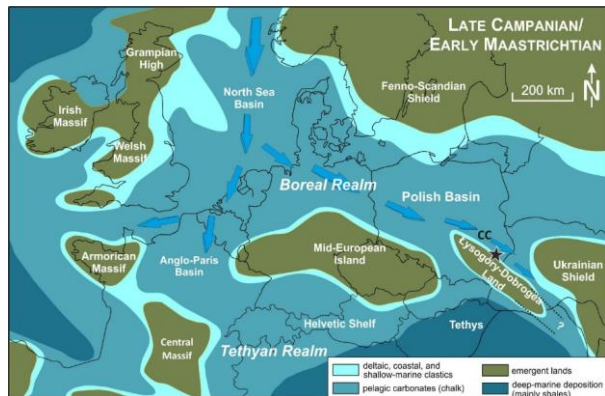 LATE CAMPANIAN/
EARLY MAASTRICHTIAN
200 km
N
Grampian
High
North Sea
Basin
Fenno-Scandian
Shield
Irish
Massif
Welsh
Massif
Boreal Realm
Polish Basin
CC
Armorican
Massif
Anglo-Paris
Basin
Mid-European
Island
Lysogory-Dobrogea
Land
Ukrainian
Shield
?
Helvetic Shelf
Tethys
Central
Massif
Tethyan Realm
deltaic, coastal, and
shallow-marine clastics
emergent lands
pelagic carbonates (chalk)
deep-marine deposition
(mainly shales)